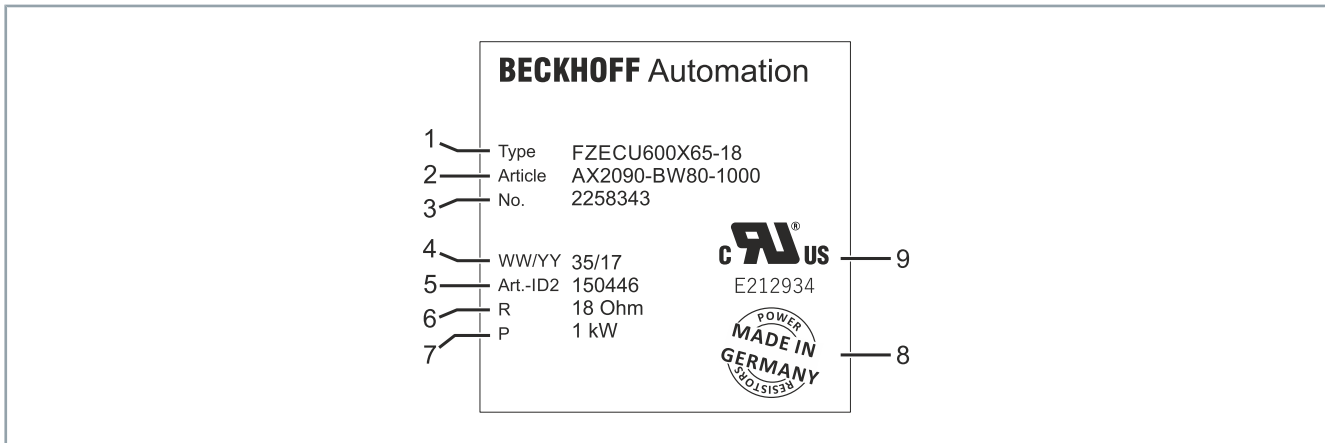 BECKHOFF Automation
1 Type FZECU600X65-18
2 Article AX2090-BW80-1000
3 No. 2258343
4 WW/YY 35/17
5 Art.-ID2 150446
6 R 18 Ohm
7 P 1 kW
c RU® US 9
E212934
POWER
MADE IN
GERMANY
RESISTORS
8